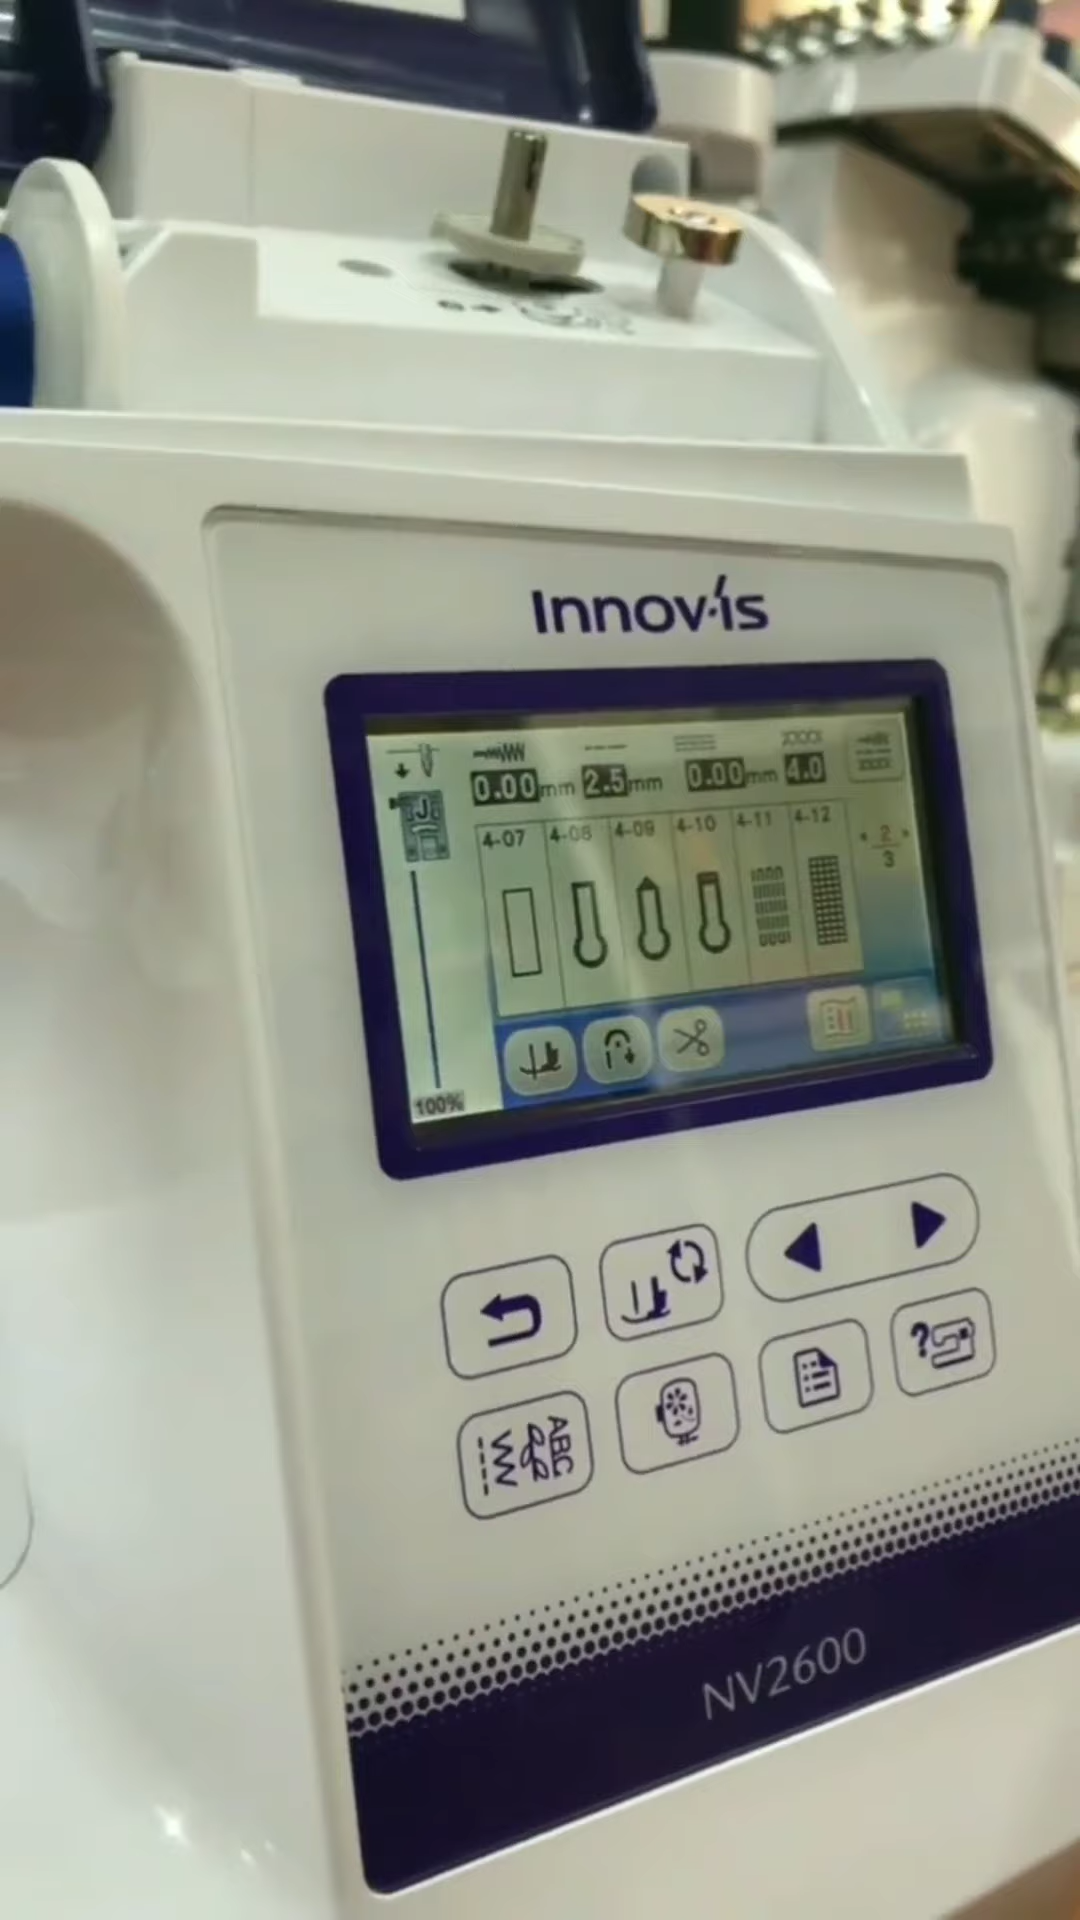 Innov-ís
0.00mm 2.5mm 0.00mm 4.0
J
4-07 4-08 4-09 4-10 4-11 4-12
2
3
100%
?
ABC
NV2600